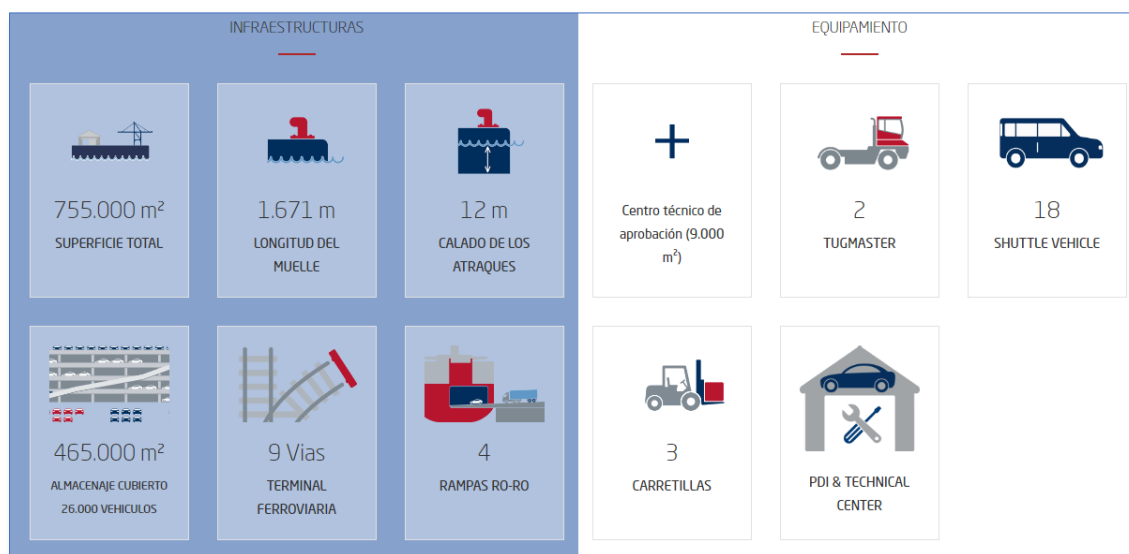 INFRAESTRUCTURAS
EQUIPAMIENTO
755.000 m²
SUPERFICIE TOTAL
1.671 m
LONGITUD DEL
MUELLE
12 m
CALADO DE LOS
ATRAQUES
Centro técnico de
aprobación (9.000
m²)
2
TUGMASTER
18
SHUTTLE VEHICLE
465.000 m²
ALMACENAJE CUBIERTO
26.000 VEHICULOS
9 Vias
TERMINAL
FERROVIARIA
4
RAMPAS RO-RO
3
CARRETILLAS
PDI & TECHNICAL
CENTER